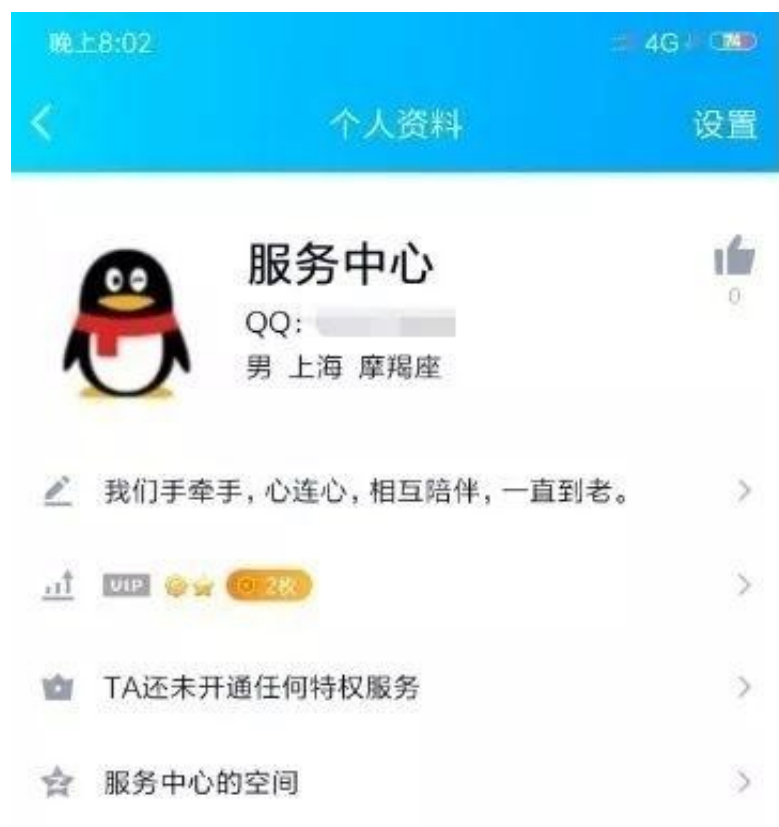 晚上8:02
4G
74
个人资料
设置
服务中心
0
QQ:
男 上海 摩羯座
我们手牵手，心连心，相互陪伴，一直到老。
VIP
2枚
TA还未开通任何特权服务
服务中心的空间